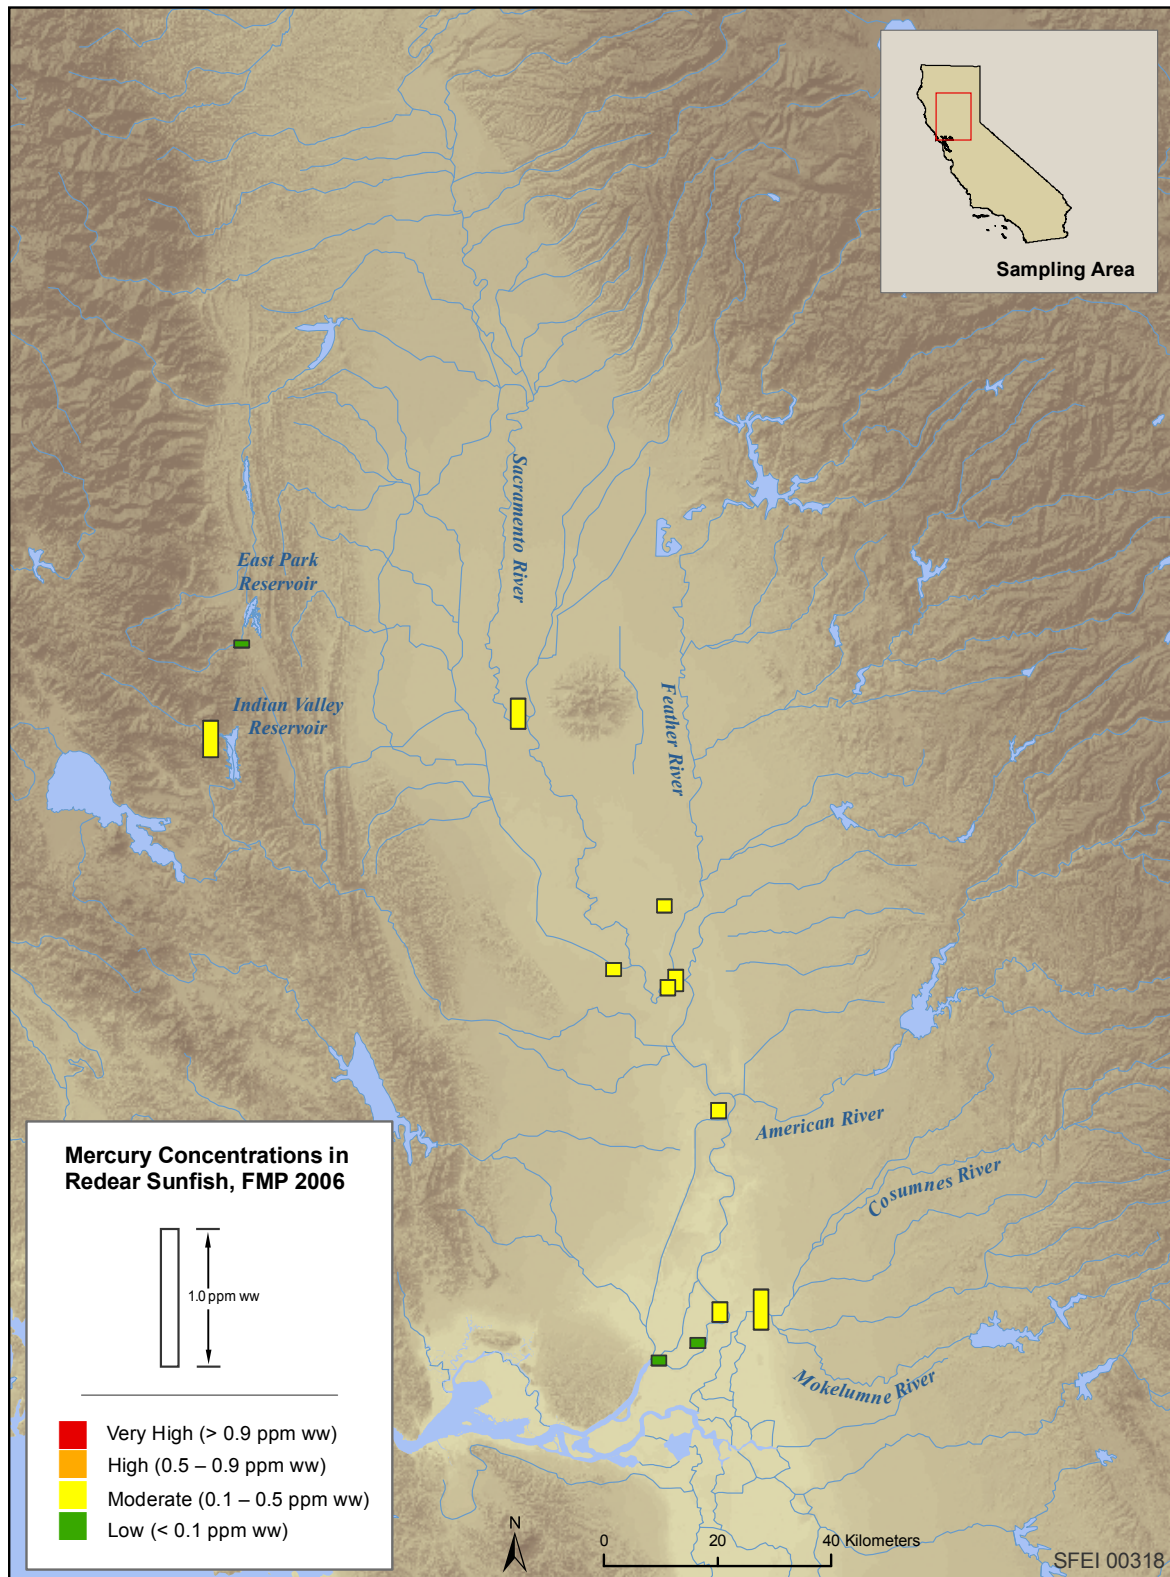 Sampling Area
Sacramento River
East Park
Reservoir
Indian Valley
Reservoir
Feather River
American River
Cosumnes River
Mokelumne River
Mercury Concentrations in
Redear Sunfish, FMP 2006
1.0 ppm ww
Very High (> 0.9 ppm ww)
High (0.5 – 0.9 ppm ww)
Moderate (0.1 – 0.5 ppm ww)
Low (< 0.1 ppm ww)
N
0 20 40 Kilometers
SFEI 00318